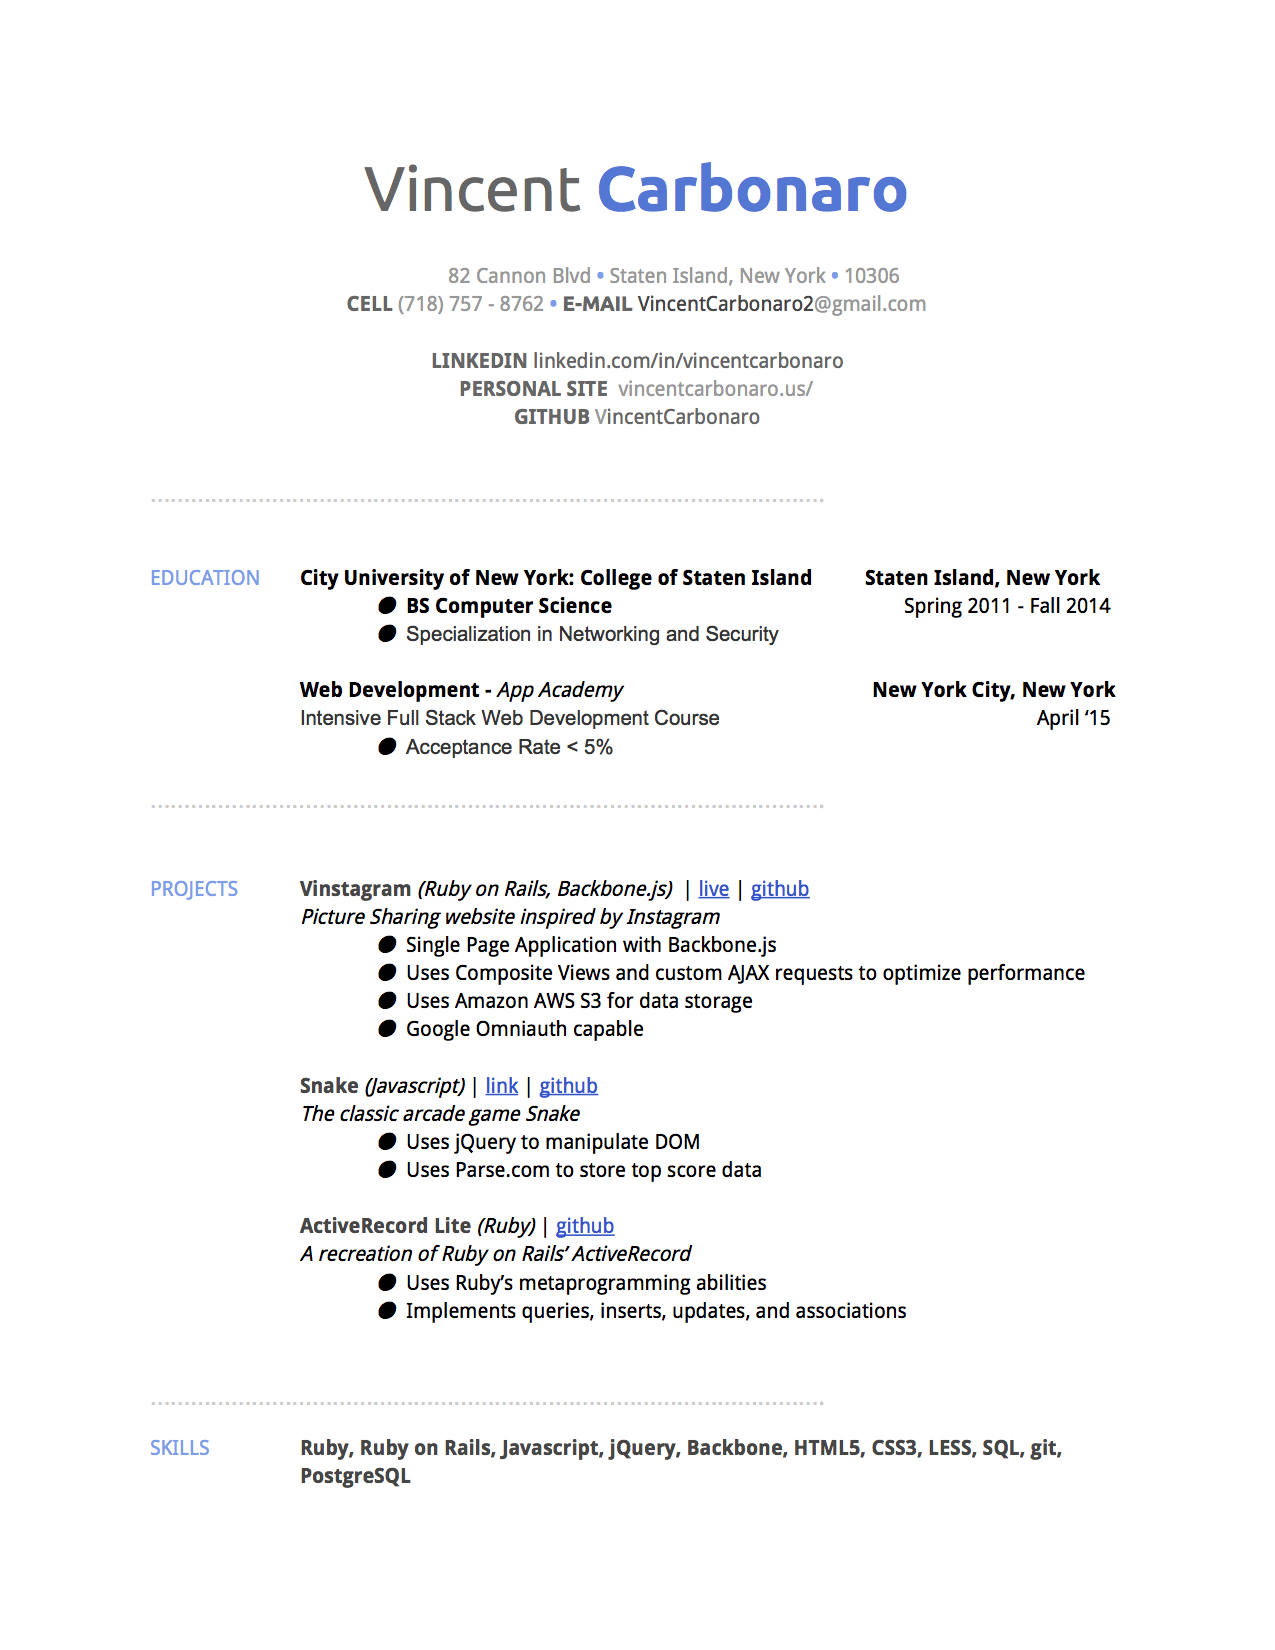 Vincent Carbonaro
82 Cannon Blvd • Staten Island, New York • 10306
CELL (718) 757 - 8762 • E-MAIL VincentCarbonaro2@gmail.com
LINKEDIN linkedin.com/in/vincentcarbonaro
PERSONAL SITE vincentcarbonaro.us/
GITHUB VincentCarbonaro
EDUCATION City University of New York: College of Staten Island Staten Island, New York
● BS Computer Science Spring 2011 - Fall 2014
● Specialization in Networking and Security
Web Development - App Academy New York City, New York
Intensive Full Stack Web Development Course April ‘15
● Acceptance Rate < 5%
PROJECTS Vinstagram (Ruby on Rails, Backbone.js) | live | github
Picture Sharing website inspired by Instagram
● Single Page Application with Backbone.js
● Uses Composite Views and custom AJAX requests to optimize performance
● Uses Amazon AWS S3 for data storage
● Google Omniauth capable
Snake (Javascript) | link | github
The classic arcade game Snake
● Uses jQuery to manipulate DOM
● Uses Parse.com to store top score data
ActiveRecord Lite (Ruby) | github
A recreation of Ruby on Rails’ ActiveRecord
● Uses Ruby’s metaprogramming abilities
● Implements queries, inserts, updates, and associations
SKILLS Ruby, Ruby on Rails, Javascript, jQuery, Backbone, HTML5, CSS3, LESS, SQL, git,
PostgreSQL